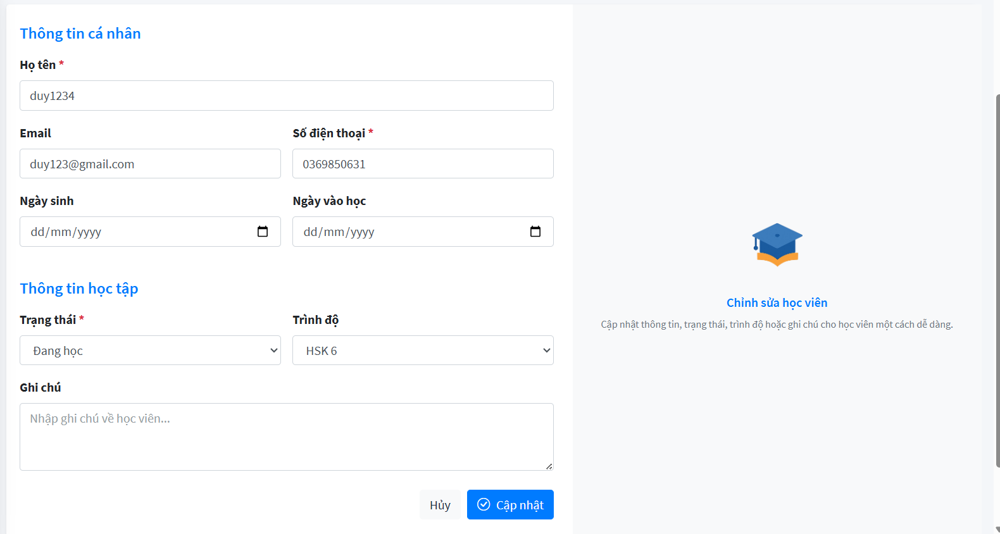 Thông tin cá nhân
Họ tên *
duy1234
Email
Số điện thoại *
duy123@gmail.com
0369850631
Ngày sinh
Ngày vào học
dd/mm/yyyy
dd/mm/yyyy
Thông tin học tập
Trạng thái *
Trình độ
Đang học
HSK 6
Ghi chú
Nhập ghi chú về học viên...
Hủy
Cập nhật
Chỉnh sửa học viên
Cập nhật thông tin, trạng thái, trình độ hoặc ghi chú cho học viên một cách dễ dàng.